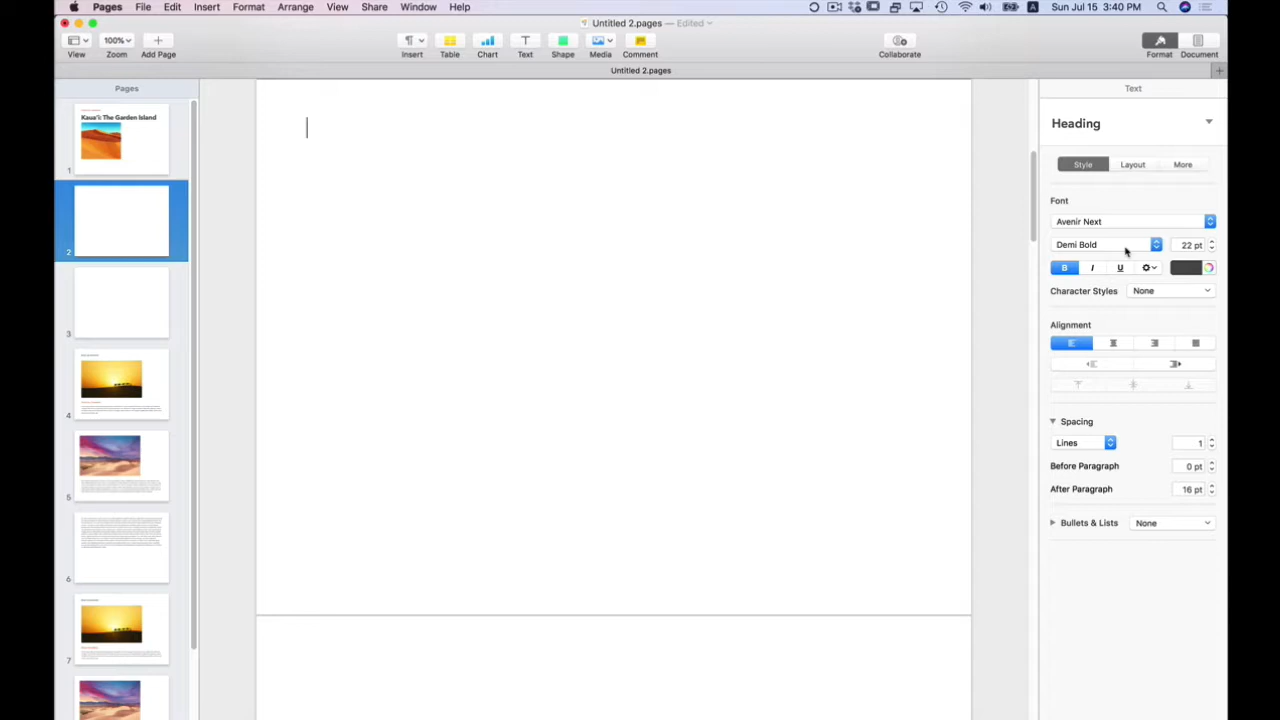 Pages File Edit Insert Format Arrange View Share Window Help
A Sun Jul 15 3:40 PM
Untitled 2.pages — Edited
100%
View Zoom Add Page Insert Table Chart Text Shape Media Comment Collaborate Format Document
Untitled 2.pages
Pages
Kaua'i: The Garden Island
1
2
3
4
5
6
7
Text
Heading
Style Layout More
Font
Avenir Next
Demi Bold 22 pt
B I U
Character Styles None
Alignment
Spacing
Lines 1
Before Paragraph 0 pt
After Paragraph 16 pt
Bullets & Lists None